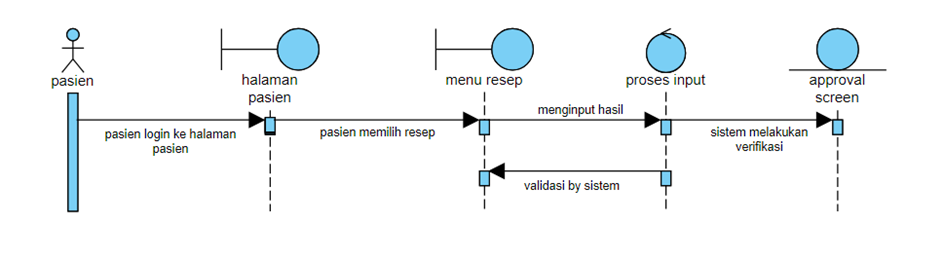 pasien
halaman
pasien
menu resep
proses input
approval
screen
pasien login ke halaman
pasien
pasien memilih resep
menginput hasil
sistem melakukan
verifikasi
validasi by sistem